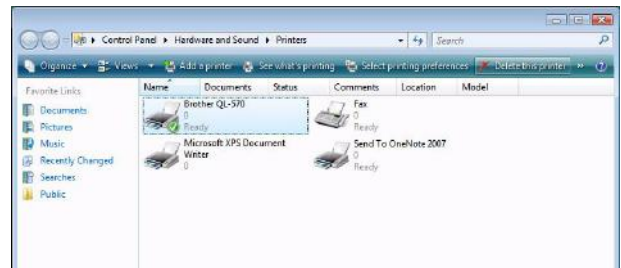 Control Panel Hardware and Sound Printers Search
Organize Views Add a printer See what's printing Select printing preferences Delete this printer
Favorite Links
Documents
Pictures
Music
Recently Changed
Searches
Public
Name Documents Status Comments Location Model
Brother QL-570
0
Ready
Fax
0
Ready
Microsoft XPS Document
Writer
0
Send To OneNote 2007
0
Ready